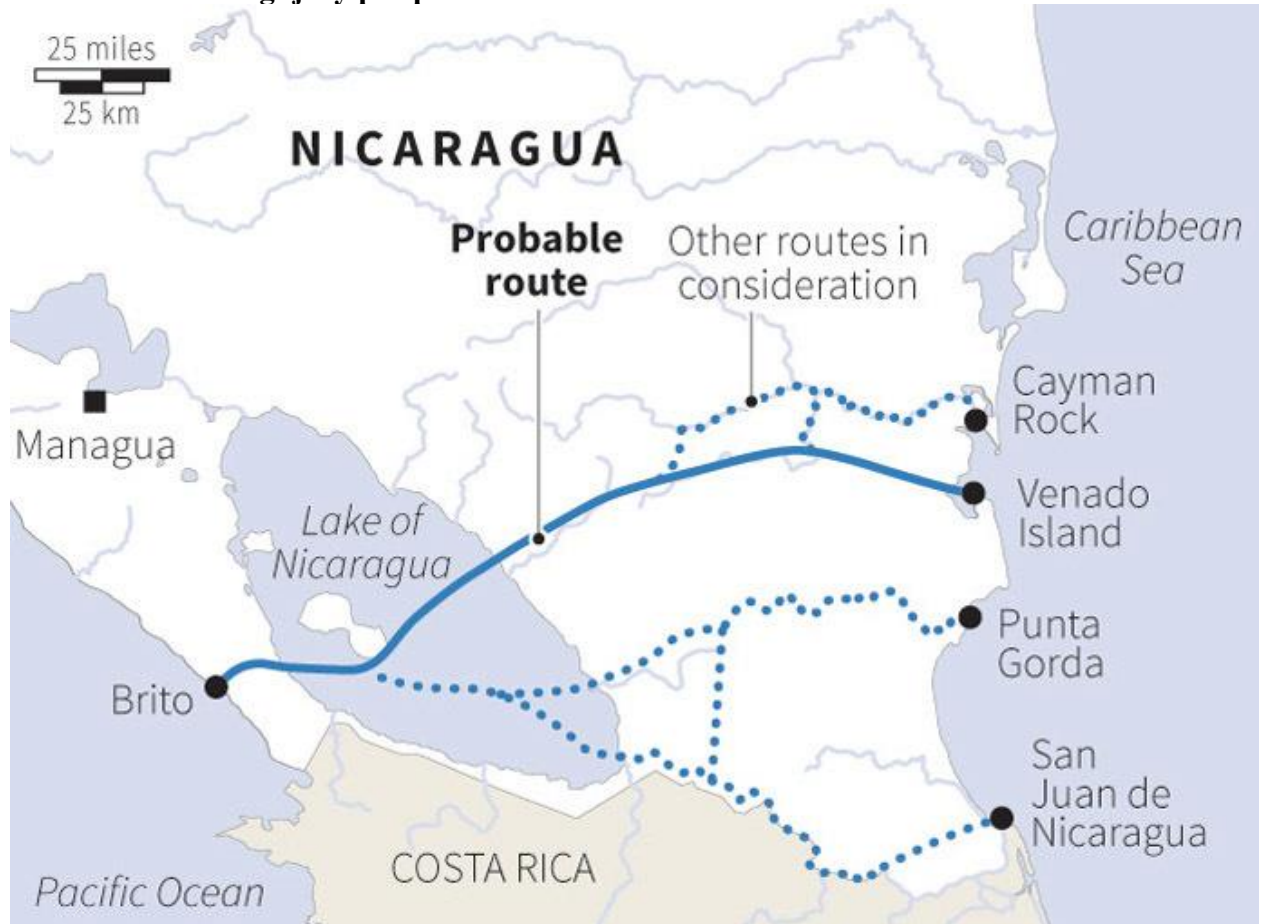 25 miles
25 km
NICARAGUA
Probable
route
Other routes in
consideration
Caribbean
Sea
Managua
Cayman
Rock
Lake of
Nicaragua
Venado
Island
Punta
Gorda
Brito
San
Juan de
Nicaragua
COSTA RICA
Pacific Ocean